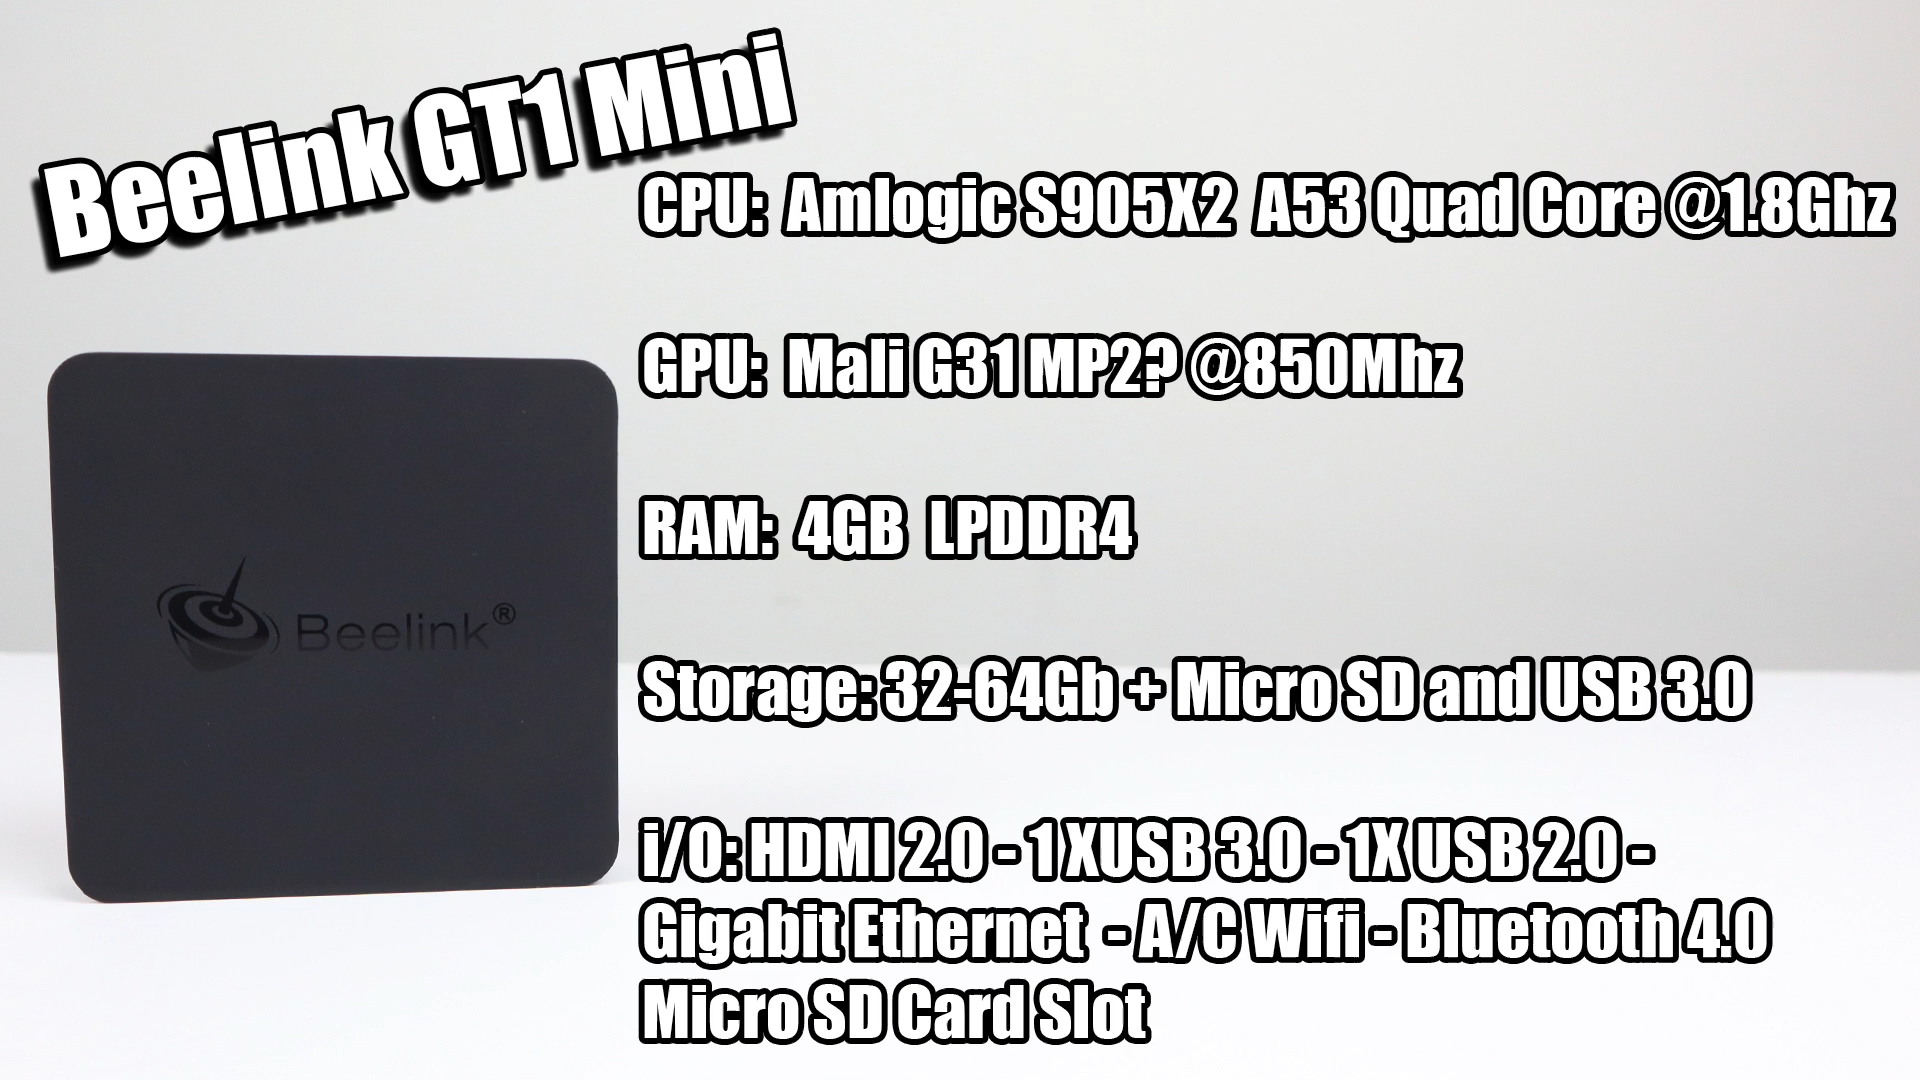 Beelink GT1 Mini
CPU: Amlogic S905X2 A53 Quad Core @1.8Ghz
GPU: Mali G31 MP2? @850Mhz
RAM: 4GB LPDDR4
Storage: 32-64Gb + Micro SD and USB 3.0
Beelink®
i/O: HDMI 2.0 - 1 XUSB 3.0 - 1X USB 2.0 -
Gigabit Ethernet - A/C Wifi - Bluetooth 4.0
Micro SD Card Slot